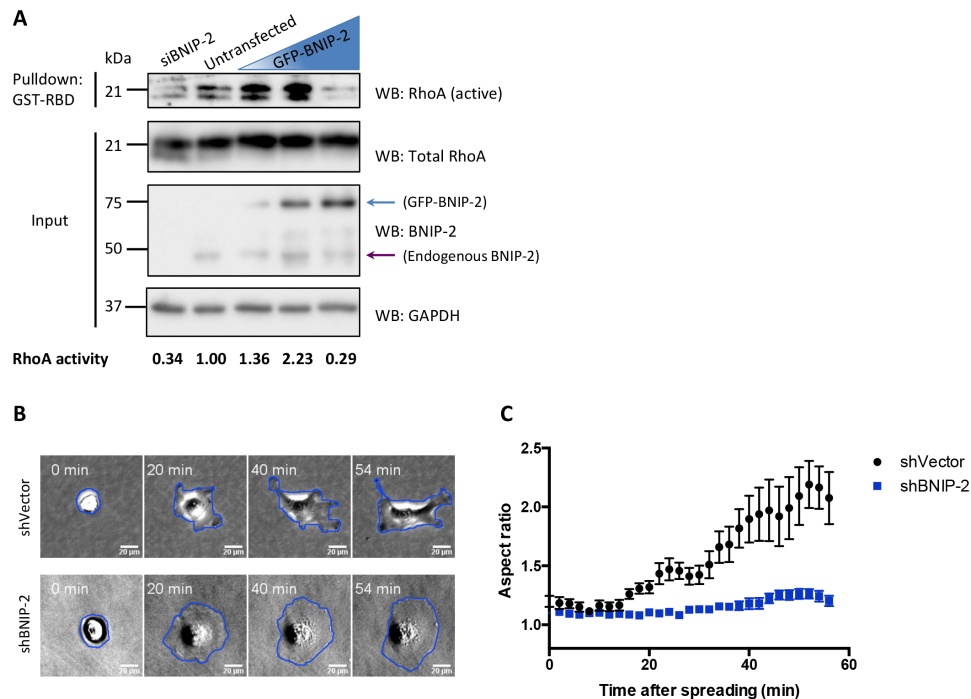 A
kDa
siBNIP-2
Untransfected
GFP-BNIP-2
Pulldown:
GST-RBD
21
WB: RhoA (active)
21
WB: Total RhoA
Input
75
(GFP-BNIP-2)
WB: BNIP-2
50
(Endogenous BNIP-2)
37
WB: GAPDH
RhoA activity 0.34 1.00 1.36 2.23 0.29
B
shVector
0 min
20 min
40 min
54 min
20 µm
20 µm
20 µm
20 µm
shBNIP-2
0 min
20 min
40 min
54 min
20 µm
20 µm
20 µm
20 µm
C
shVector
shBNIP-2
Aspect ratio
2.5
2.0
1.5
1.0
0 20 40 60
Time after spreading (min)